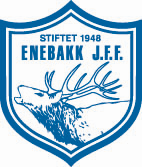 STIFTET 1948
ENEBAKK J.F.F.